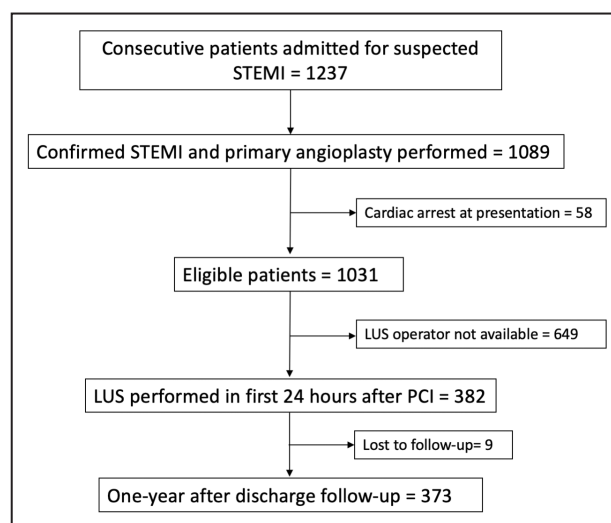 Consecutive patients admitted for suspected
STEMI = 1237
Confirmed STEMI and primary angioplasty performed = 1089
Cardiac arrest at presentation = 58
Eligible patients = 1031
LUS operator not available = 649
LUS performed in first 24 hours after PCI = 382
Lost to follow-up= 9
One-year after discharge follow-up = 373